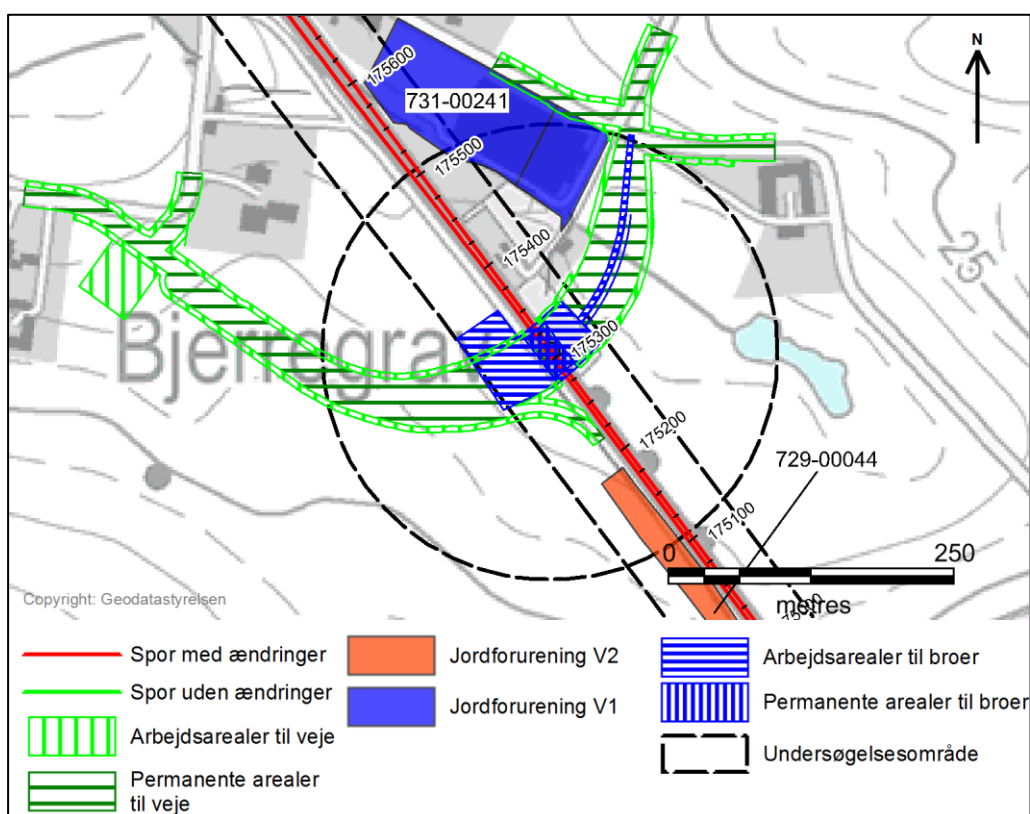 N
175600
731-00241
175500
175400
Bjerregrav
175300
175200
729-00044
175100
25
0
250
metres
Copyright: Geodatastyrelsen
Spor med ændringer
Spor uden ændringer
Arbejdsarealer til veje
Permanente arealer
til veje
Jordforurening V2
Jordforurening V1
Arbejdsarealer til broer
Permanente arealer til broer
Undersøgelsesområde